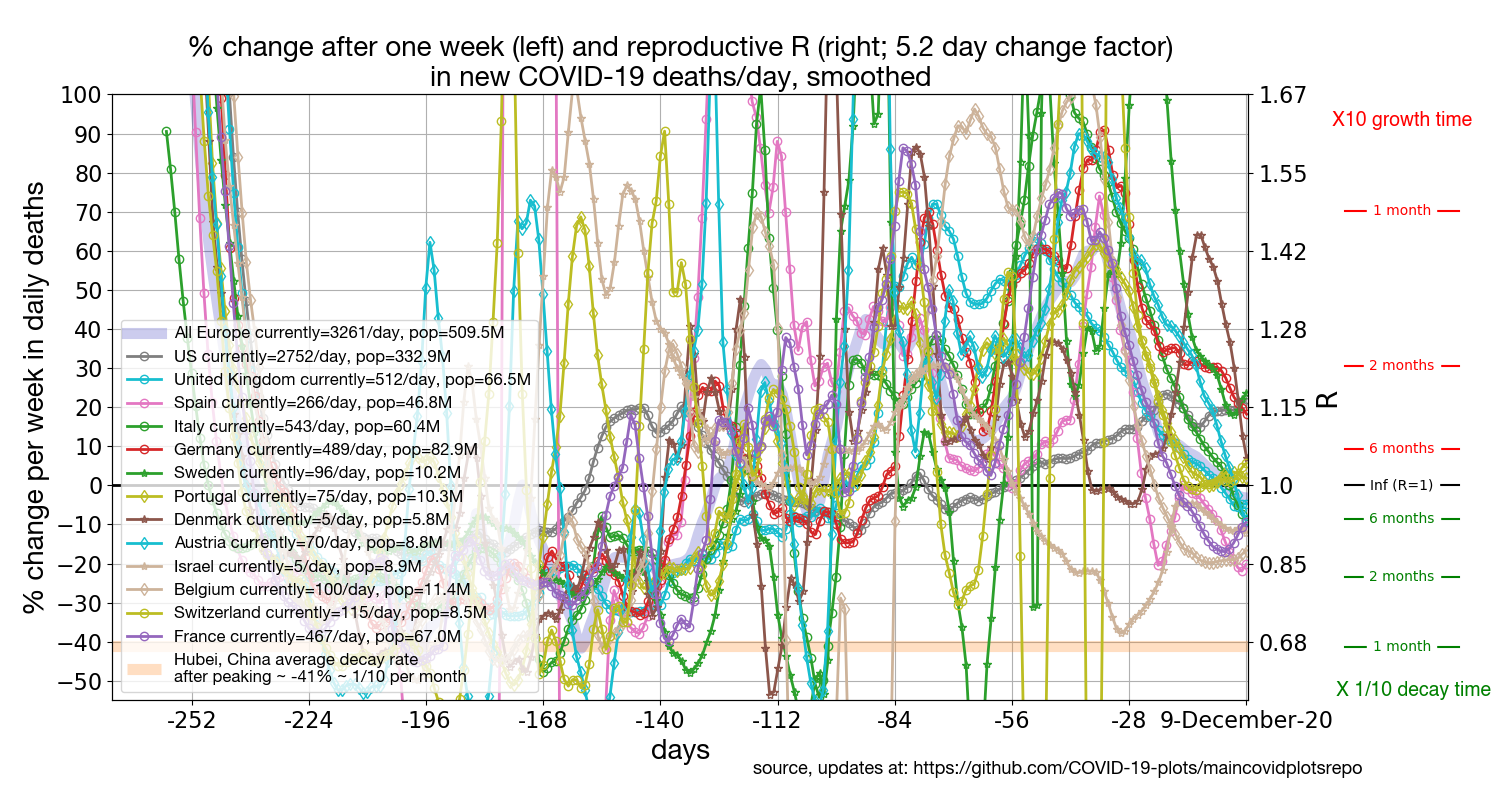 % change after one week (left) and reproductive R (right; 5.2 day change factor)
in new COVID-19 deaths/day, smoothed
% change per week in daily deaths
100
90
80
70
60
50
40
30
20
10
0
−10
−20
−30
−40
−50
All Europe currently=3261/day, pop=509.5M
US currently=2752/day, pop=332.9M
United Kingdom currently=512/day, pop=66.5M
Spain currently=266/day, pop=46.8M
Italy currently=543/day, pop=60.4M
Germany currently=489/day, pop=82.9M
Sweden currently=96/day, pop=10.2M
Portugal currently=75/day, pop=10.3M
Denmark currently=5/day, pop=5.8M
Austria currently=70/day, pop=8.8M
Israel currently=5/day, pop=8.9M
Belgium currently=100/day, pop=11.4M
Switzerland currently=115/day, pop=8.5M
France currently=467/day, pop=67.0M
Hubei, China average decay rate
after peaking ~ -41% ~ 1/10 per month
1.67
1.55
1.42
1.28
1.15
1.0
0.85
0.68
R
X10 growth time
1 month
2 months
6 months
Inf (R=1)
6 months
2 months
1 month
X 1/10 decay time
-252
-224
-196
-168
-140
-112
-84
-56
-28
9-December-20
days
source, updates at: https://github.com/COVID-19-plots/maincovidplotsrepo